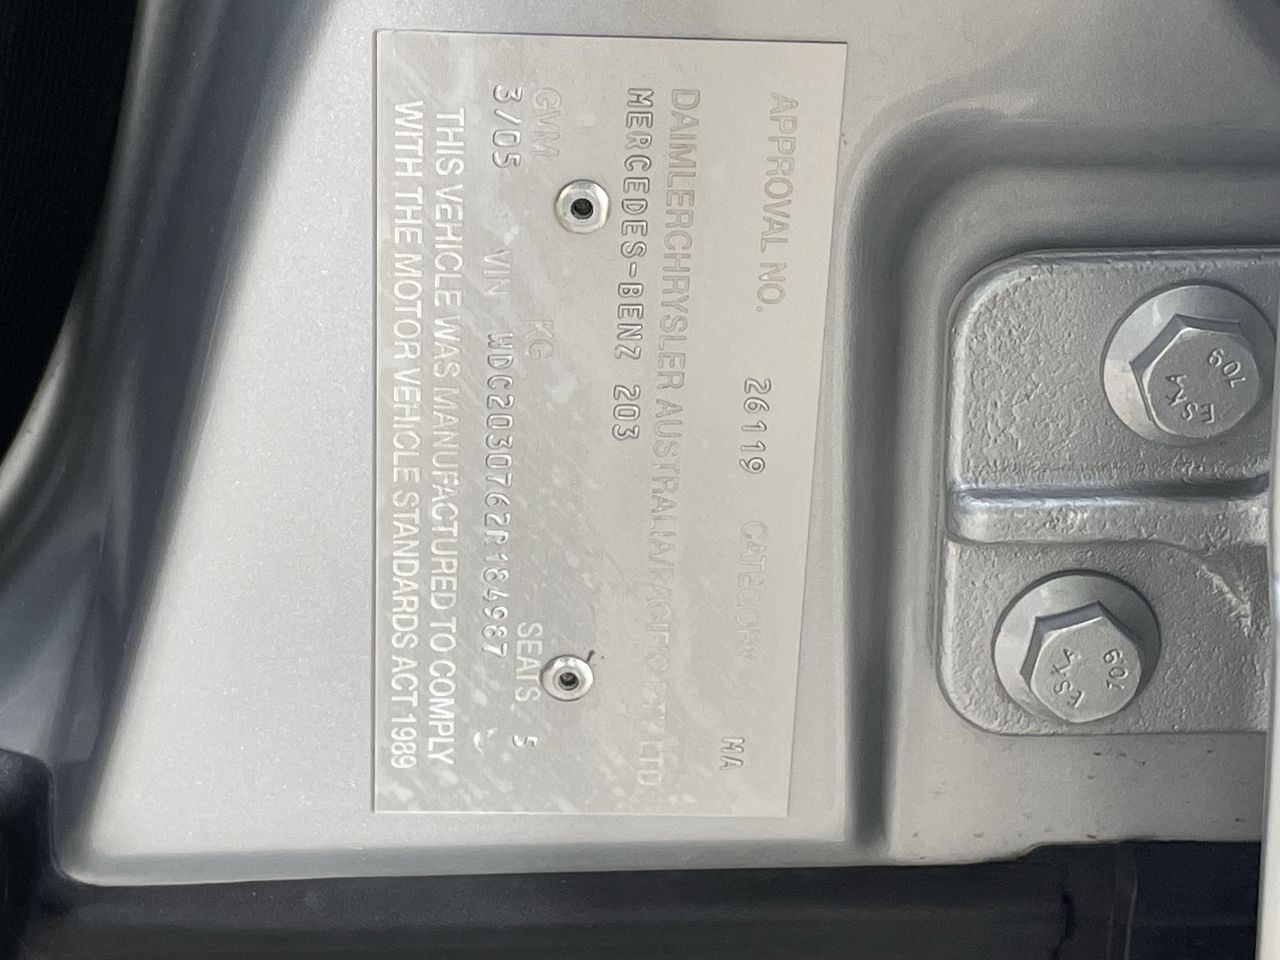 APPROVAL NO. 26119 CATEGORY MA
DAIMLERCHRYSLER AUSTRALIA/PACIFIC PTY LTD
MERCEDES-BENZ 203
GVM KG SEATS 5
3/05 VIN WDC2030762R184987
THIS VEHICLE WAS MANUFACTURED TO COMPLY
WITH THE MOTOR VEHICLE STANDARDS ACT 1989